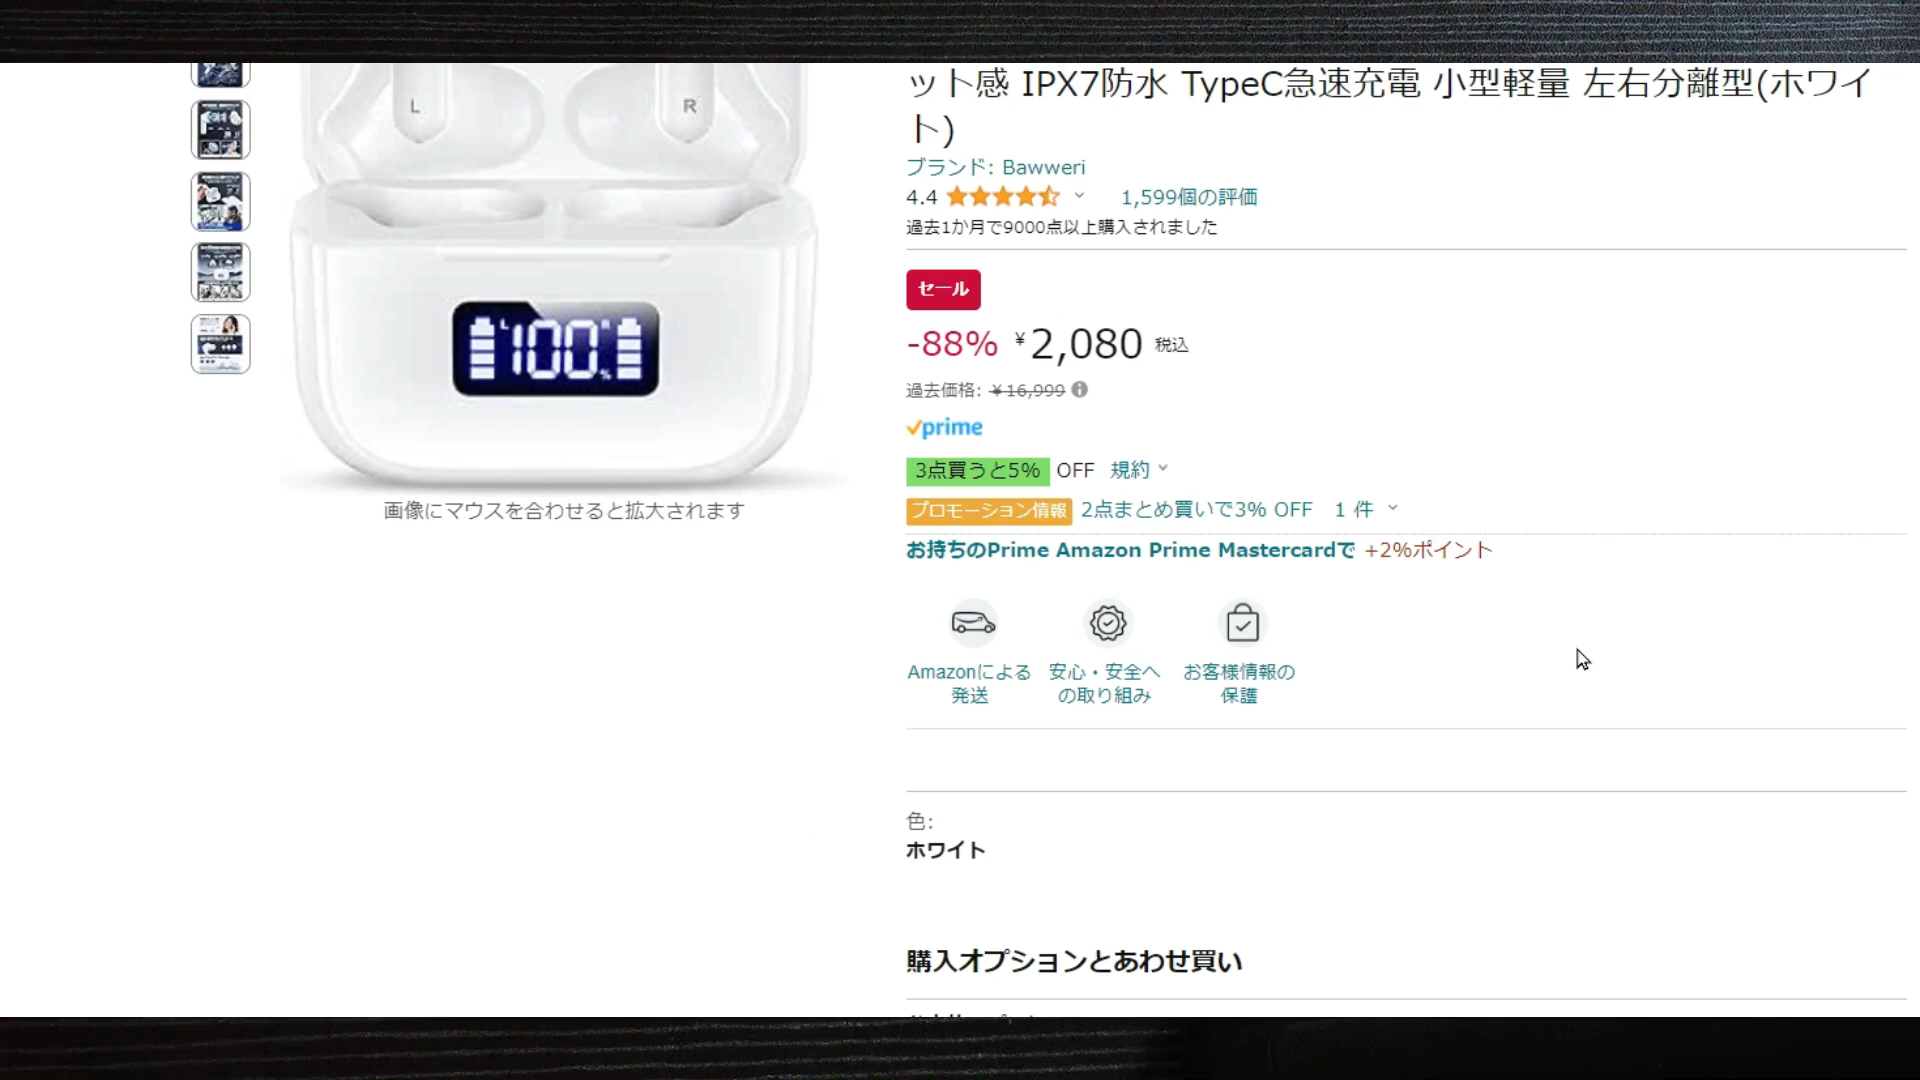 ット感 IPX7防水 TypeC急速充電 小型軽量 左右分離型(ホワイ
ト)
ブランド: Bawweri
4.4
1,599個の評価
過去1か月で9000点以上購入されました
セール
-88% ¥2,080 税込
過去価格: ¥16,999
prime
3点買うと5% OFF 規約
プロモーション情報 2点まとめ買いで3% OFF 1 件
お持ちのPrime Amazon Prime Mastercardで +2%ポイント
Amazonによる
発送
安心・安全へ
の取り組み
お客様情報の
保護
色:
ホワイト
購入オプションとあわせ買い
L
R
L 100% R
画像にマウスを合わせると拡大されます